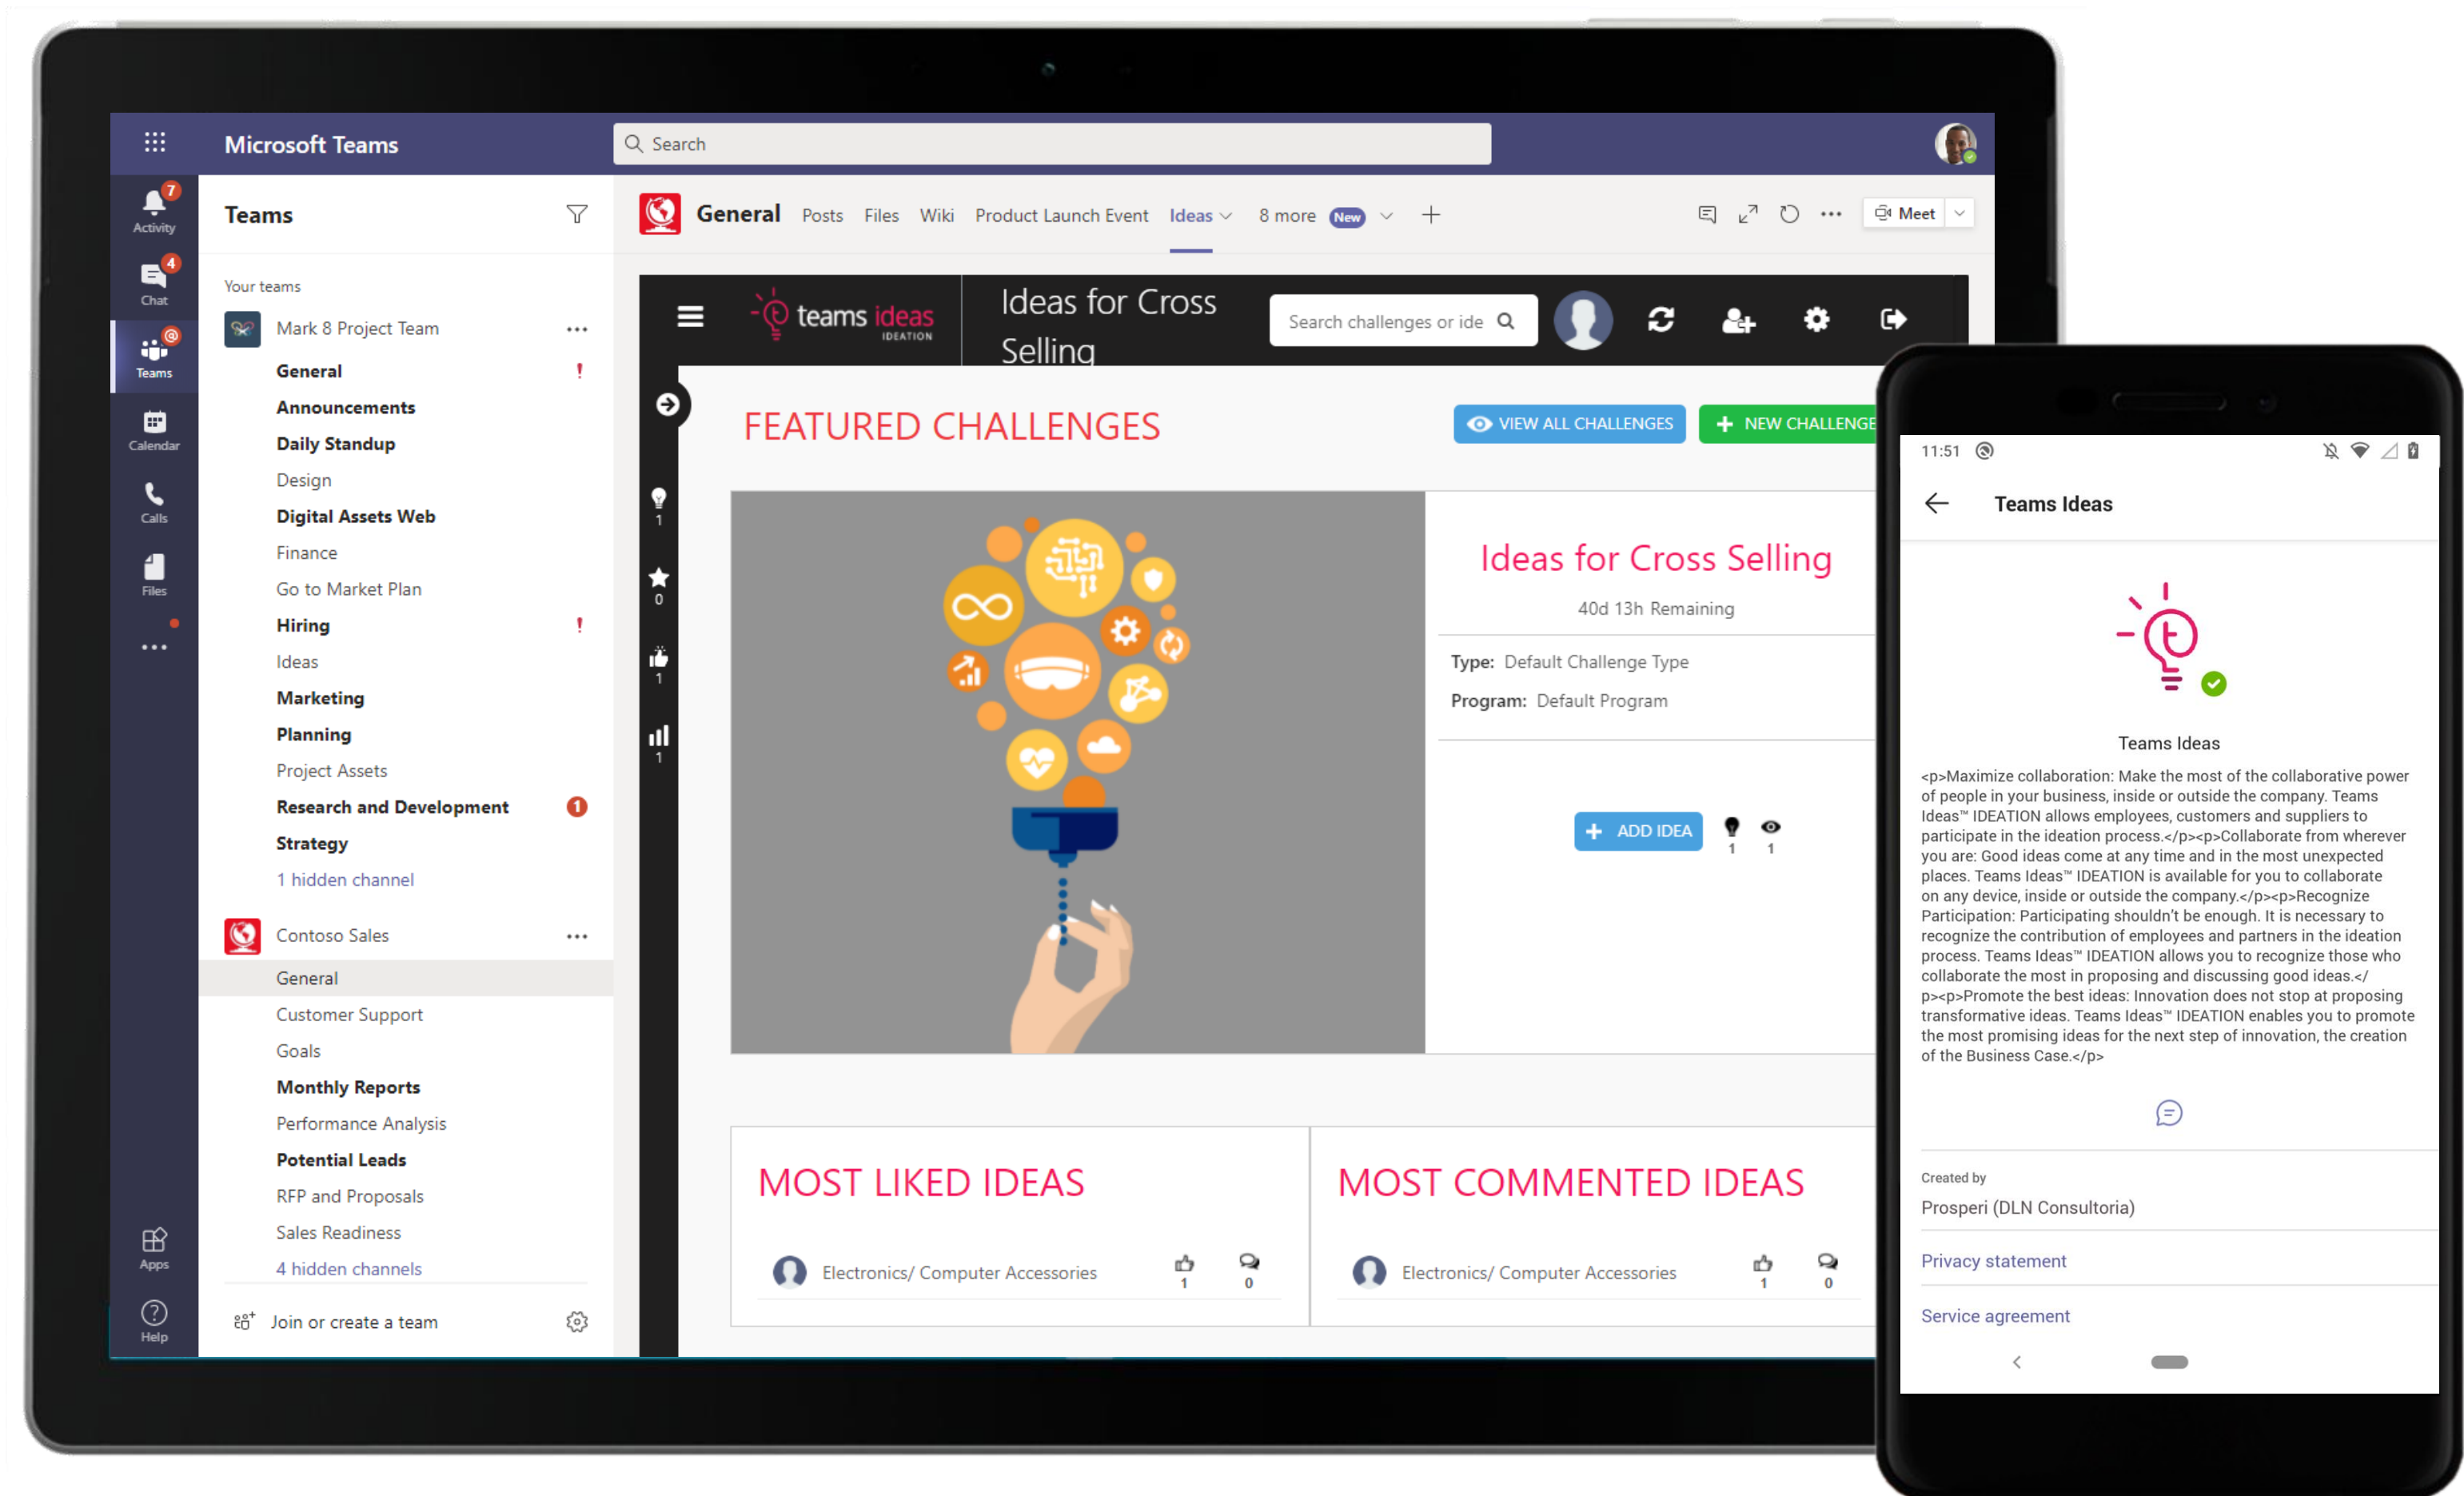 Microsoft Teams
Search
7
Activity
4
Chat
@
Teams
Calendar
Calls
Files
Apps
Help
Teams
Your teams
Mark 8 Project Team
General !
Announcements
Daily Standup
Design
Digital Assets Web
Finance
Go to Market Plan
Hiring !
Ideas
Marketing
Planning
Project Assets
Research and Development 1
Strategy
1 hidden channel
Contoso Sales
General
Customer Support
Goals
Monthly Reports
Performance Analysis
Potential Leads
RFP and Proposals
Sales Readiness
4 hidden channels
Join or create a team
General Posts Files Wiki Product Launch Event Ideas 8 more New + Meet
teams ideas
IDEATION
Ideas for Cross
Selling
Search challenges or ide
1
0
1
1
FEATURED CHALLENGES
VIEW ALL CHALLENGES
+ NEW CHALLENGE
Ideas for Cross Selling
40d 13h Remaining
Type: Default Challenge Type
Program: Default Program
+ ADD IDEA
1 1
MOST LIKED IDEAS
Electronics/ Computer Accessories
1 0
MOST COMMENTED IDEAS
Electronics/ Computer Accessories
1 0
11:51
Teams Ideas
t
Teams Ideas
<p>Maximize collaboration: Make the most of the collaborative power
of people in your business, inside or outside the company. Teams
Ideas™ IDEATION allows employees, customers and suppliers to
participate in the ideation process.</p><p>Collaborate from wherever
you are: Good ideas come at any time and in the most unexpected
places. Teams Ideas™ IDEATION is available for you to collaborate
on any device, inside or outside the company.</p><p>Recognize
Participation: Participating shouldn't be enough. It is necessary to
recognize the contribution of employees and partners in the ideation
process. Teams Ideas™ IDEATION allows you to recognize those who
collaborate the most in proposing and discussing good ideas.</
p><p>Promote the best ideas: Innovation does not stop at proposing
transformative ideas. Teams Ideas™ IDEATION enables you to promote
the most promising ideas for the next step of innovation, the creation
of the Business Case.</p>
Created by
Prosperi (DLN Consultoria)
Privacy statement
Service agreement